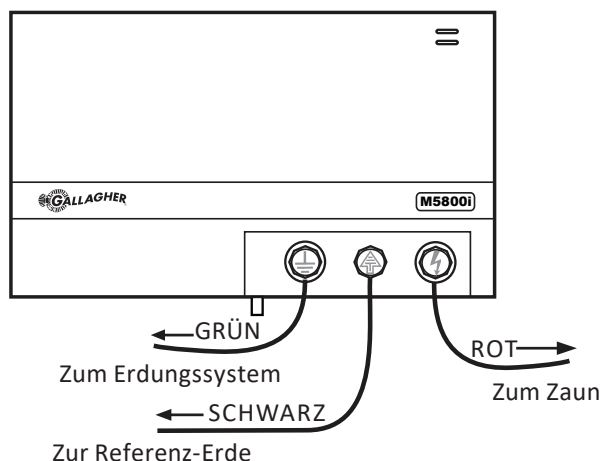 GALLAGHER
M5800i
GRÜN
Zum Erdungssystem
ROT
Zum Zaun
SCHWARZ
Zur Referenz-Erde